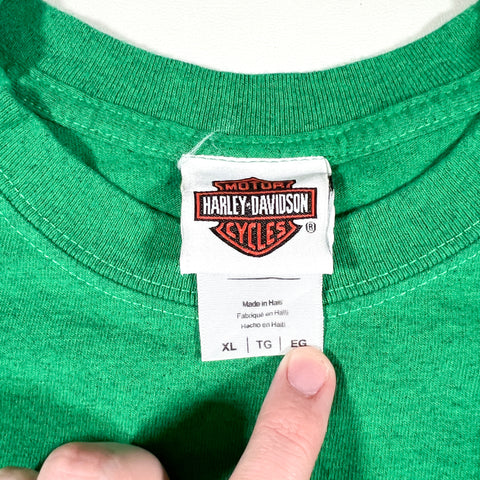 MOTOR
HARLEY-DAVIDSON
CYCLES ®
Made in Haiti
Fabriqué en Haïti
Hecho en Haití
XL | TG | EG